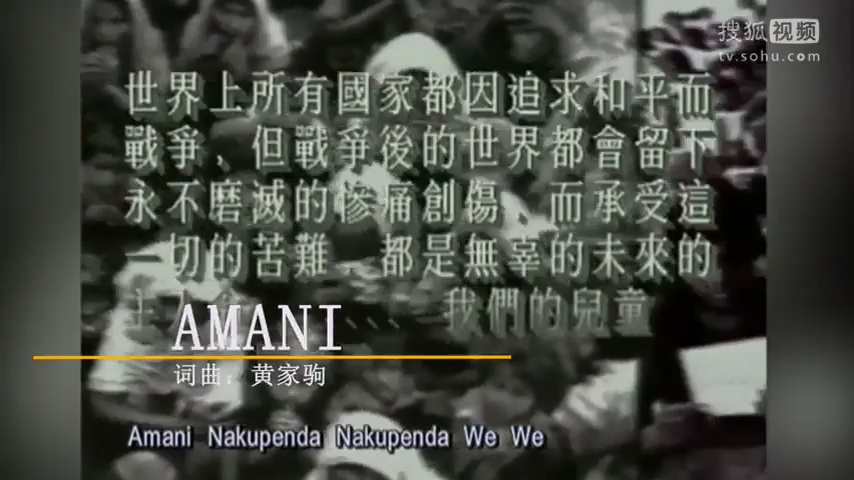 搜狐视频
tv.sohu.com
世界上所有國家都因追求和平而
戰爭、但戰爭後的世界都會留下
永不磨滅的慘痛創傷、而承受這
一切的苦難、都是無辜的未來的
主人 、、、 我們的兒童
AMANI
词曲：黄家驹
Amani Nakupenda Nakupenda We We